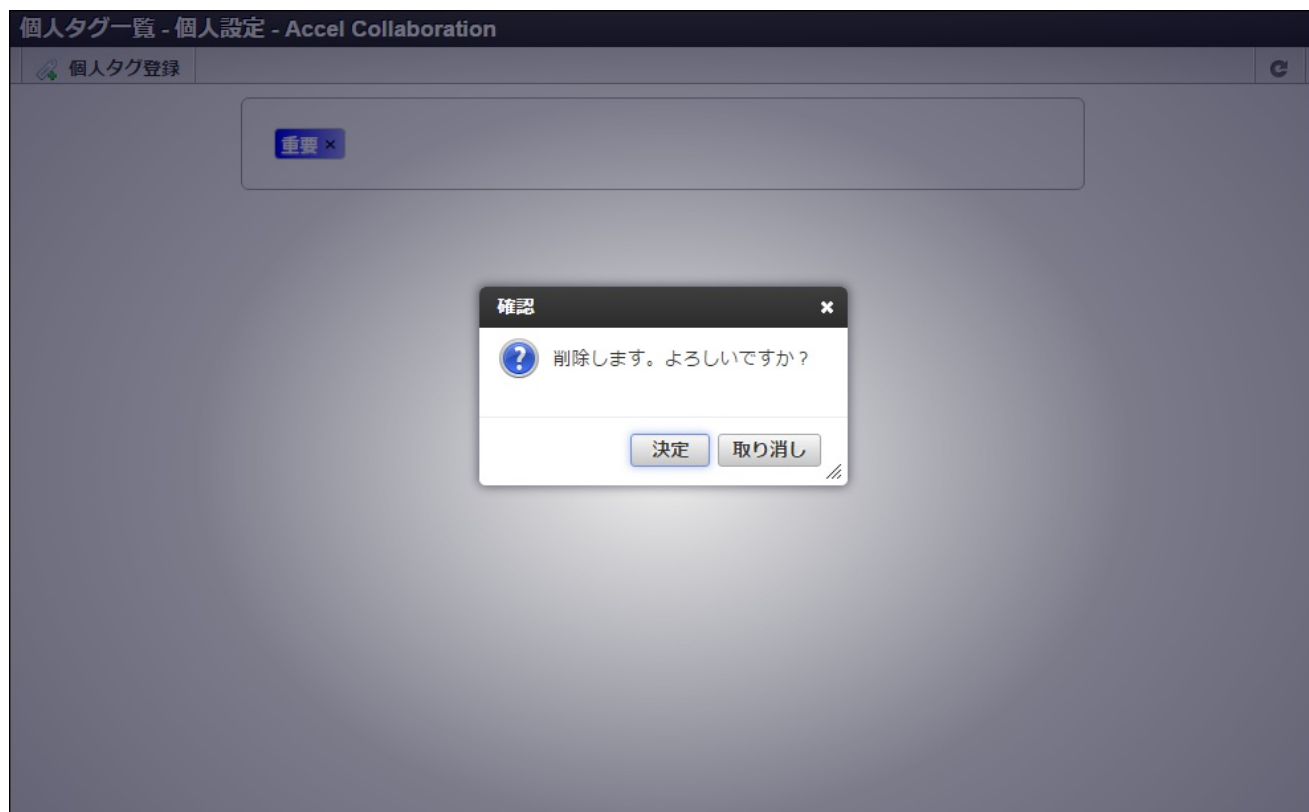 個人タグ一覧 - 個人設定 - Accel Collaboration
個人タグ登録
重要 ×
確認
削除します。よろしいですか？
決定 取り消し